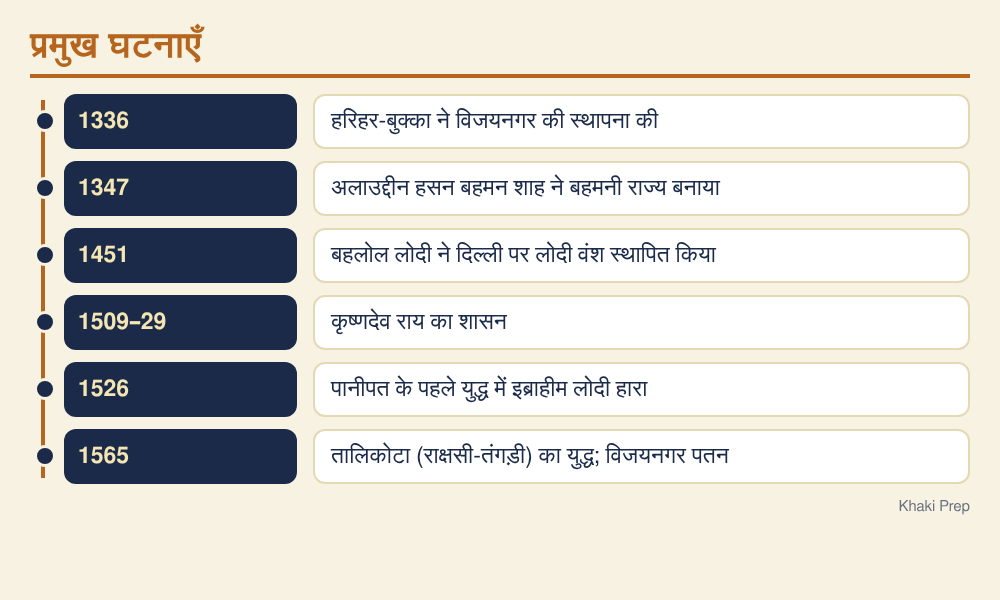 प्रमुख घटनाएँ
1336
हरिहर-बुक्का ने विजयनगर की स्थापना की
1347
अलाउद्दीन हसन बहमन शाह ने बहमनी राज्य बनाया
1451
बहलोल लोदी ने दिल्ली पर लोदी वंश स्थापित किया
1509–29
कृष्णदेव राय का शासन
1526
पानीपत के पहले युद्ध में इब्राहीम लोदी हारा
1565
तालिकोटा (राक्षसी-तंगड़ी) का युद्ध; विजयनगर पतन
Khaki Prep